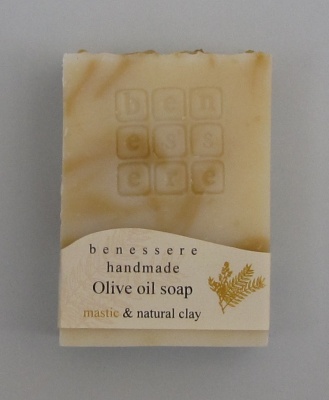 ben
ess
ere
benessere
handmade
Olive oil soap
mastic & natural clay